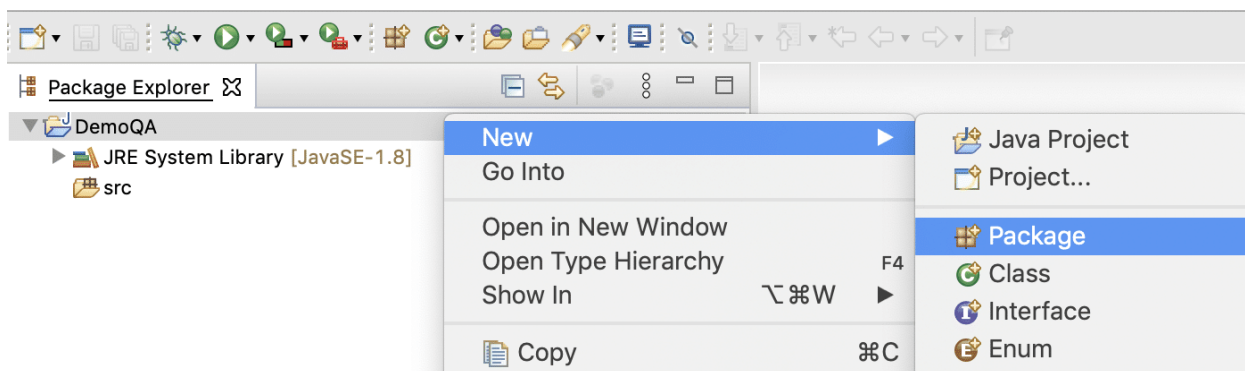 Package Explorer
DemoQA
JRE System Library [JavaSE-1.8]
src
New
Go Into
Open in New Window
Open Type Hierarchy F4
Show In ⌥⌘W
Copy ⌘C
Java Project
Project...
Package
Class
Interface
Enum